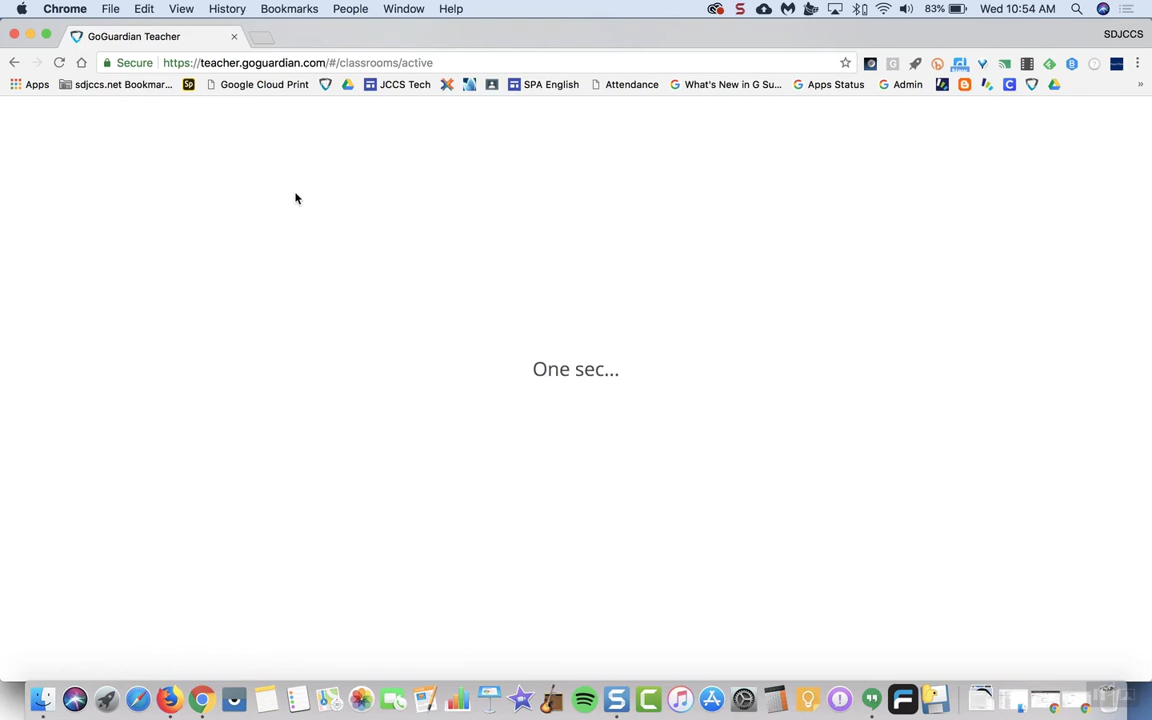 Chrome File Edit View History Bookmarks People Window Help 83% Wed 10:54 AM
GoGuardian Teacher SDJCCS
Secure https://teacher.goguardian.com/#/classrooms/active
Apps sdjccs.net Bookmar... Sp Google Cloud Print JCCS Tech SPA English Attendance What's New in G Su... Apps Status Admin »
One sec...